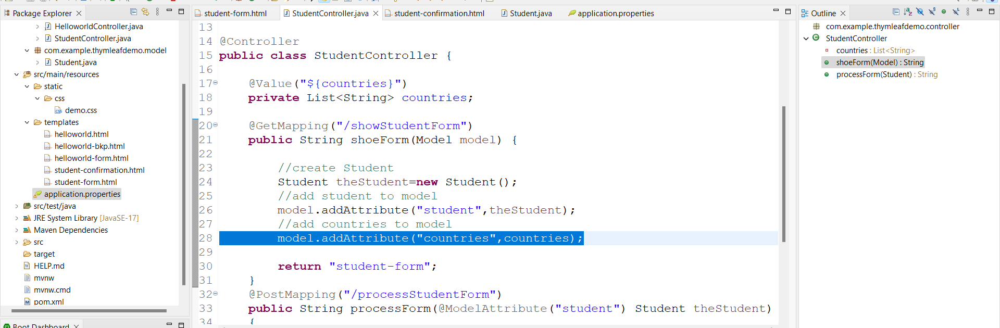 Package Explorer
HelloworldController.java
StudentController.java
com.example.thymleafdemo.model
Student.java
src/main/resources
static
css
demo.css
templates
helloworld.html
helloworld-bkp.html
helloworld-form.html
student-confirmation.html
student-form.html
application.properties
src/test/java
JRE System Library [JavaSE-17]
Maven Dependencies
src
target
HELP.md
mvnw
mvnw.cmd
pom.xml
Boot Dashboard
student-form.html StudentController.java student-confirmation.html Student.java application.properties
13
14 @Controller
15 public class StudentController {
16
17 @Value("${countries}")
18 private List<String> countries;
19
20 @GetMapping("/showStudentForm")
21 public String shoeForm(Model model) {
22
23 //create Student
24 Student theStudent=new Student();
25 //add student to model
26 model.addAttribute("student",theStudent);
27 //add countries to model
28 model.addAttribute("countries",countries);
29
30 return "student-form";
31 }
32 @PostMapping("/processStudentForm")
33 public String processForm(@ModelAttribute("student") Student theStudent)
34 {
Outline
com.example.thymleafdemo.controller
StudentController
countries : List<String>
shoeForm(Model) : String
processForm(Student) : String